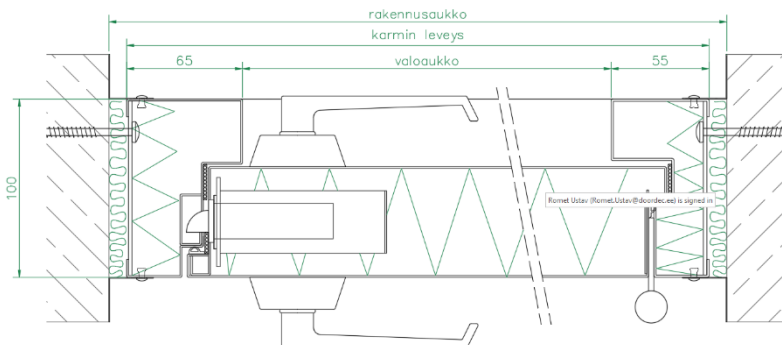 rakennusaukko
karmin leveys
65
valoaukko
55
100
Romet Ustav (Romet.Ustav@doordec.ee) is signed in